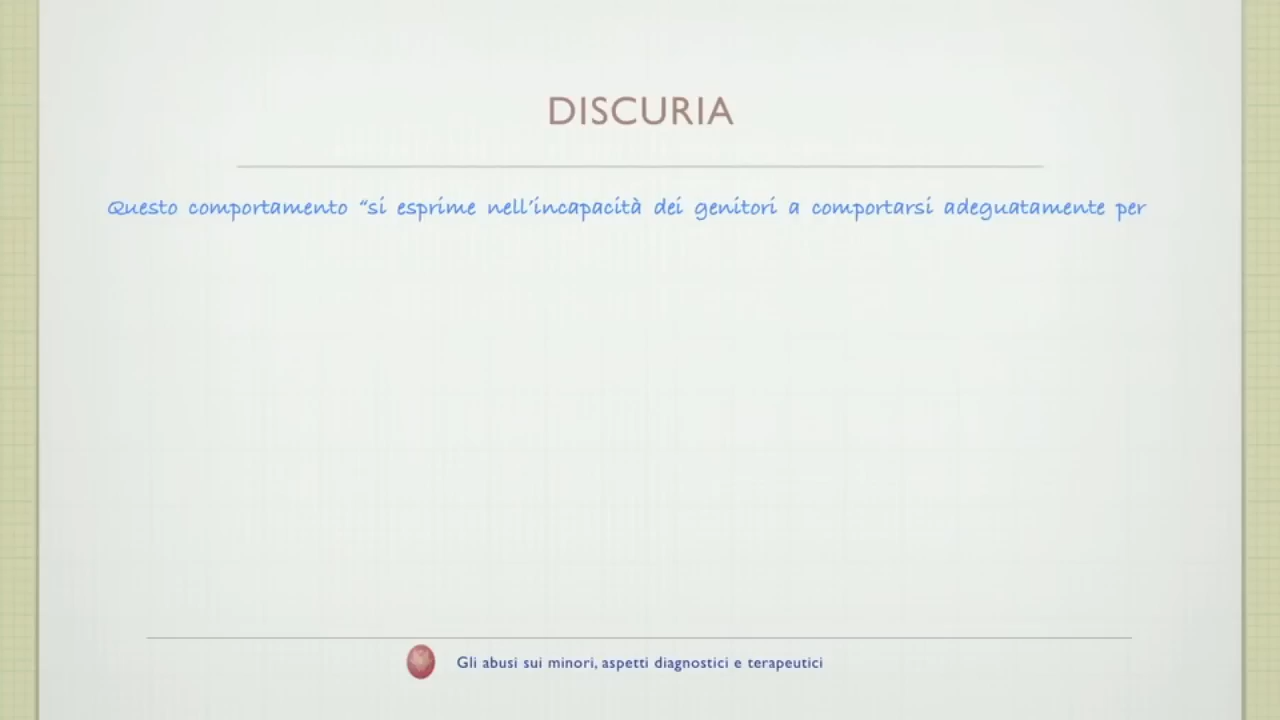 DISCURIA
Questo comportamento “si esprime nell’incapacità dei genitori a comportarsi adeguatamente per
Gli abusi sui minori, aspetti diagnostici e terapeutici